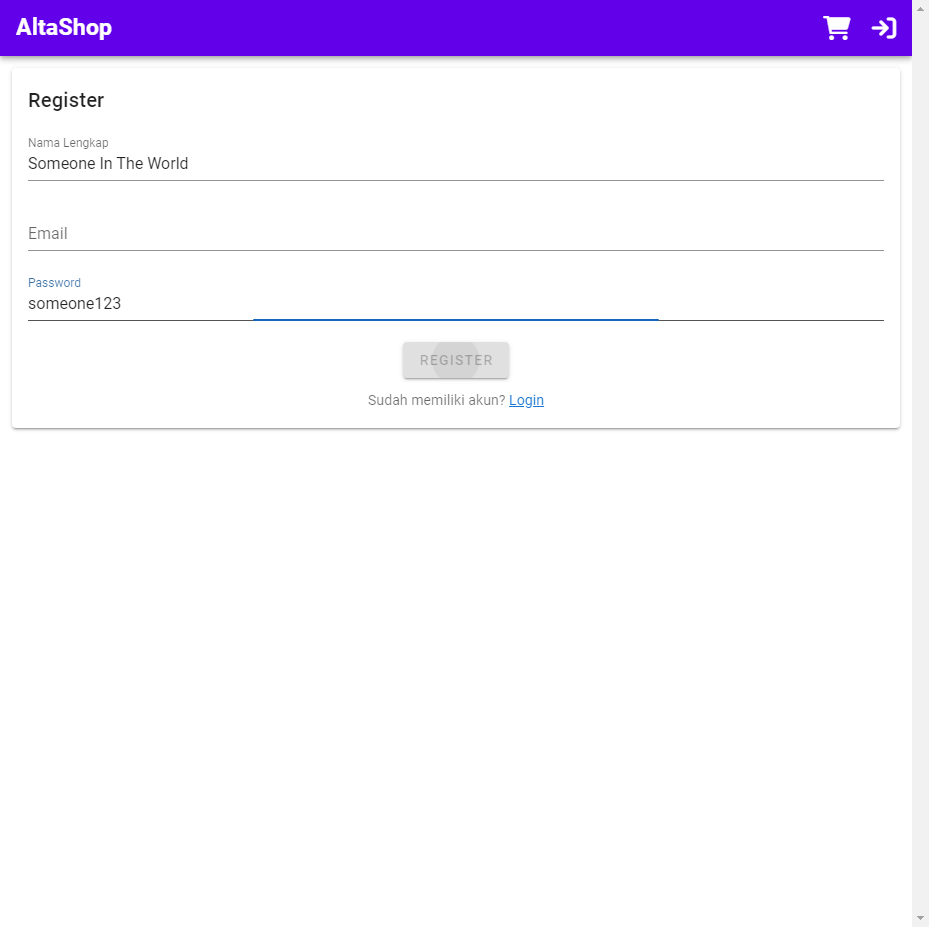 AltaShop
Register
Nama Lengkap
Someone In The World
Email
Password
someone123
REGISTER
Sudah memiliki akun? Login